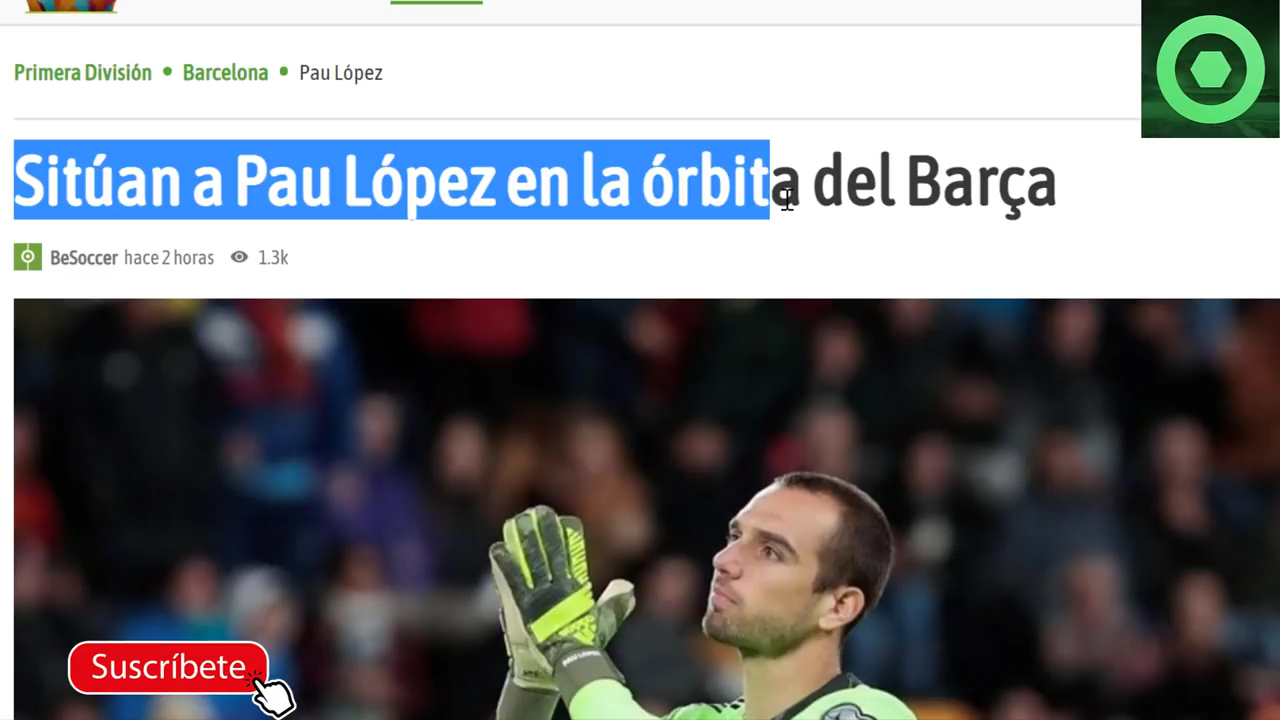 Primera División • Barcelona • Pau López
Sitúan a Pau López en la órbita del Barça
BeSoccer hace 2 horas 1.3k
Suscríbete